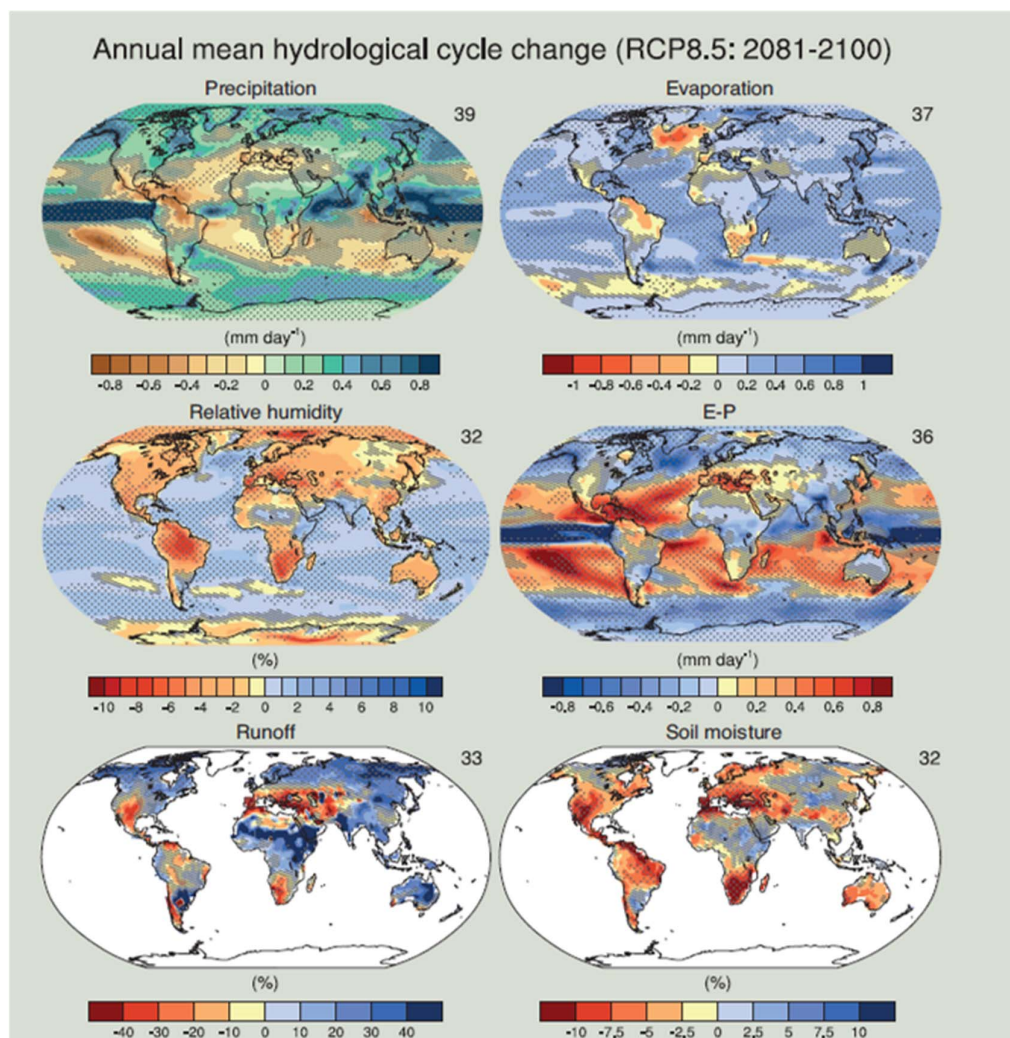 Annual mean hydrological cycle change (RCP8.5: 2081-2100)
Precipitation
39
Evaporation
37
(mm day⁻¹)
-0.8 -0.6 -0.4 -0.2 0 0.2 0.4 0.6 0.8
(mm day⁻¹)
-1 -0.8 -0.6 -0.4 -0.2 0 0.2 0.4 0.6 0.8 1
Relative humidity
32
E-P
36
(%)
-10 -8 -6 -4 -2 0 2 4 6 8 10
(mm day⁻¹)
-0.8 -0.6 -0.4 -0.2 0 0.2 0.4 0.6 0.8
Runoff
33
Soil moisture
32
(%)
-40 -30 -20 -10 0 10 20 30 40
(%)
-10 -7.5 -5 -2.5 0 2.5 5 7.5 10